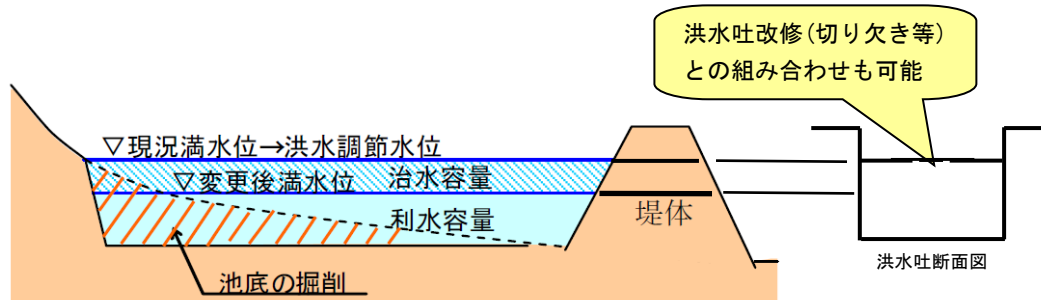 洪水吐改修(切り欠き等)
との組み合わせも可能
▽現況満水位→洪水調節水位
▽変更後満水位
治水容量
利水容量
堤体
池底の掘削
洪水吐断面図